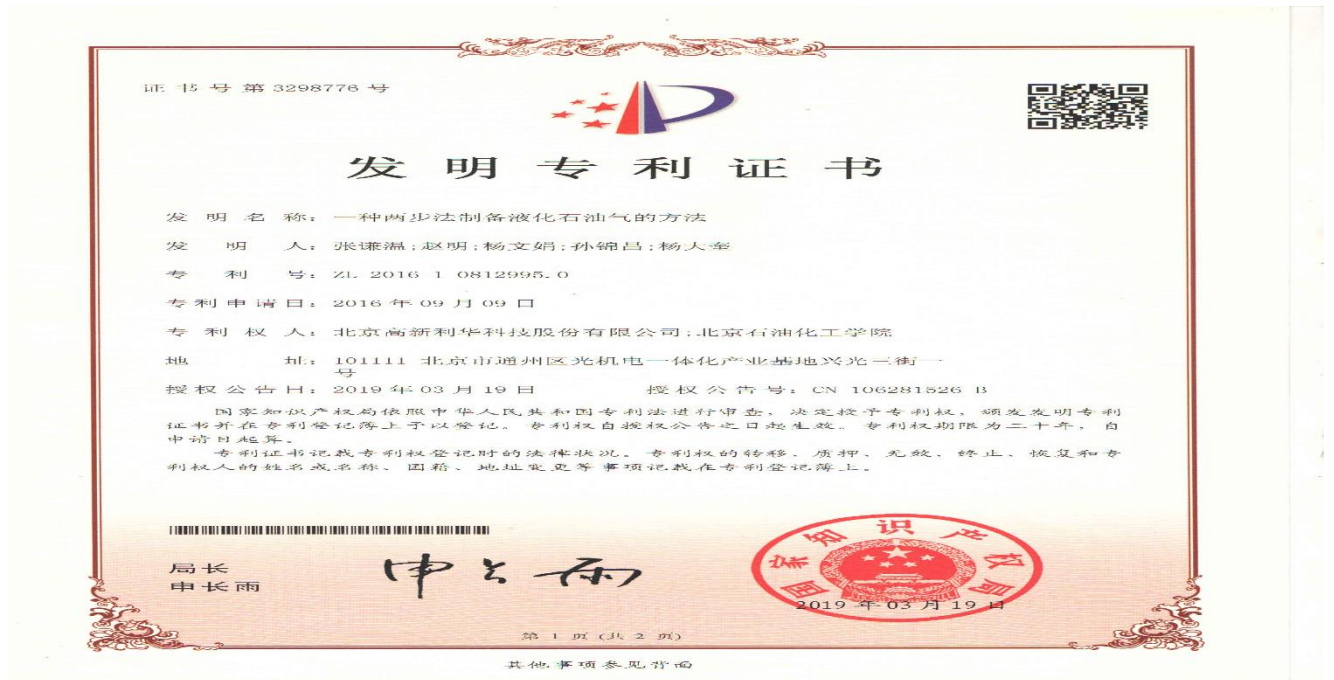 证书号第3298776号
发明专利证书
发 明 名 称：一种两步法制备液化石油气的方法
发 明 人：张谦温;赵明;杨文娟;孙锦昌;杨大奎
专 利 号：ZL 2016 1 0812995.0
专利申请日：2016年09月09日
专 利 权 人：北京高新利华科技股份有限公司;北京石油化工学院
地 址：101111 北京市通州区光机电一体化产业基地兴光三街一
号
授权公告日：2019年03月19日 授权公告号：CN 106281526 B
国家知识产权局依照中华人民共和国专利法进行审查，决定授予专利权，颁发发明专利
证书并在专利登记簿上予以登记。专利权自授权公告之日起生效。专利权期限为二十年，自
申请日起算。
专利证书记载专利权登记时的法律状况。专利权的转移、质押、无效、终止、恢复和专
利权人的姓名或名称、国籍、地址变更等事项记载在专利登记簿上。
局长
申长雨
申长雨
国家知识产权局
2019年03月19日
第 1 页 (共 2 页)
其他事项参见背面